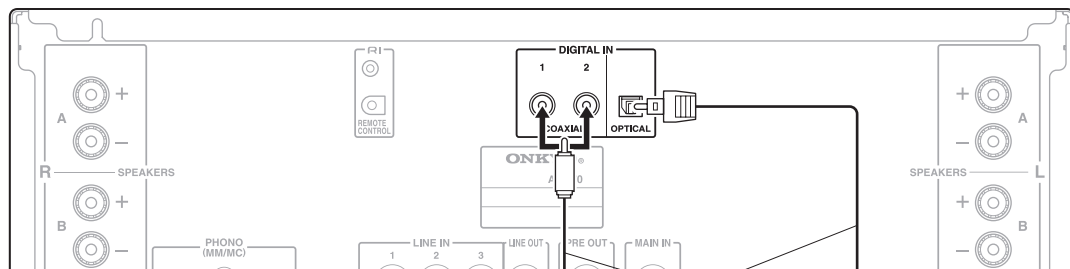 RI
DIGITAL IN
1 2
COAXIAL OPTICAL
REMOTE
CONTROL
A + + A
- -
R SPEAKERS SPEAKERS L
B + + B
- -
PHONO
(MM/MC)
LINE IN
1 2 3
LINE OUT
PRE OUT
MAIN IN